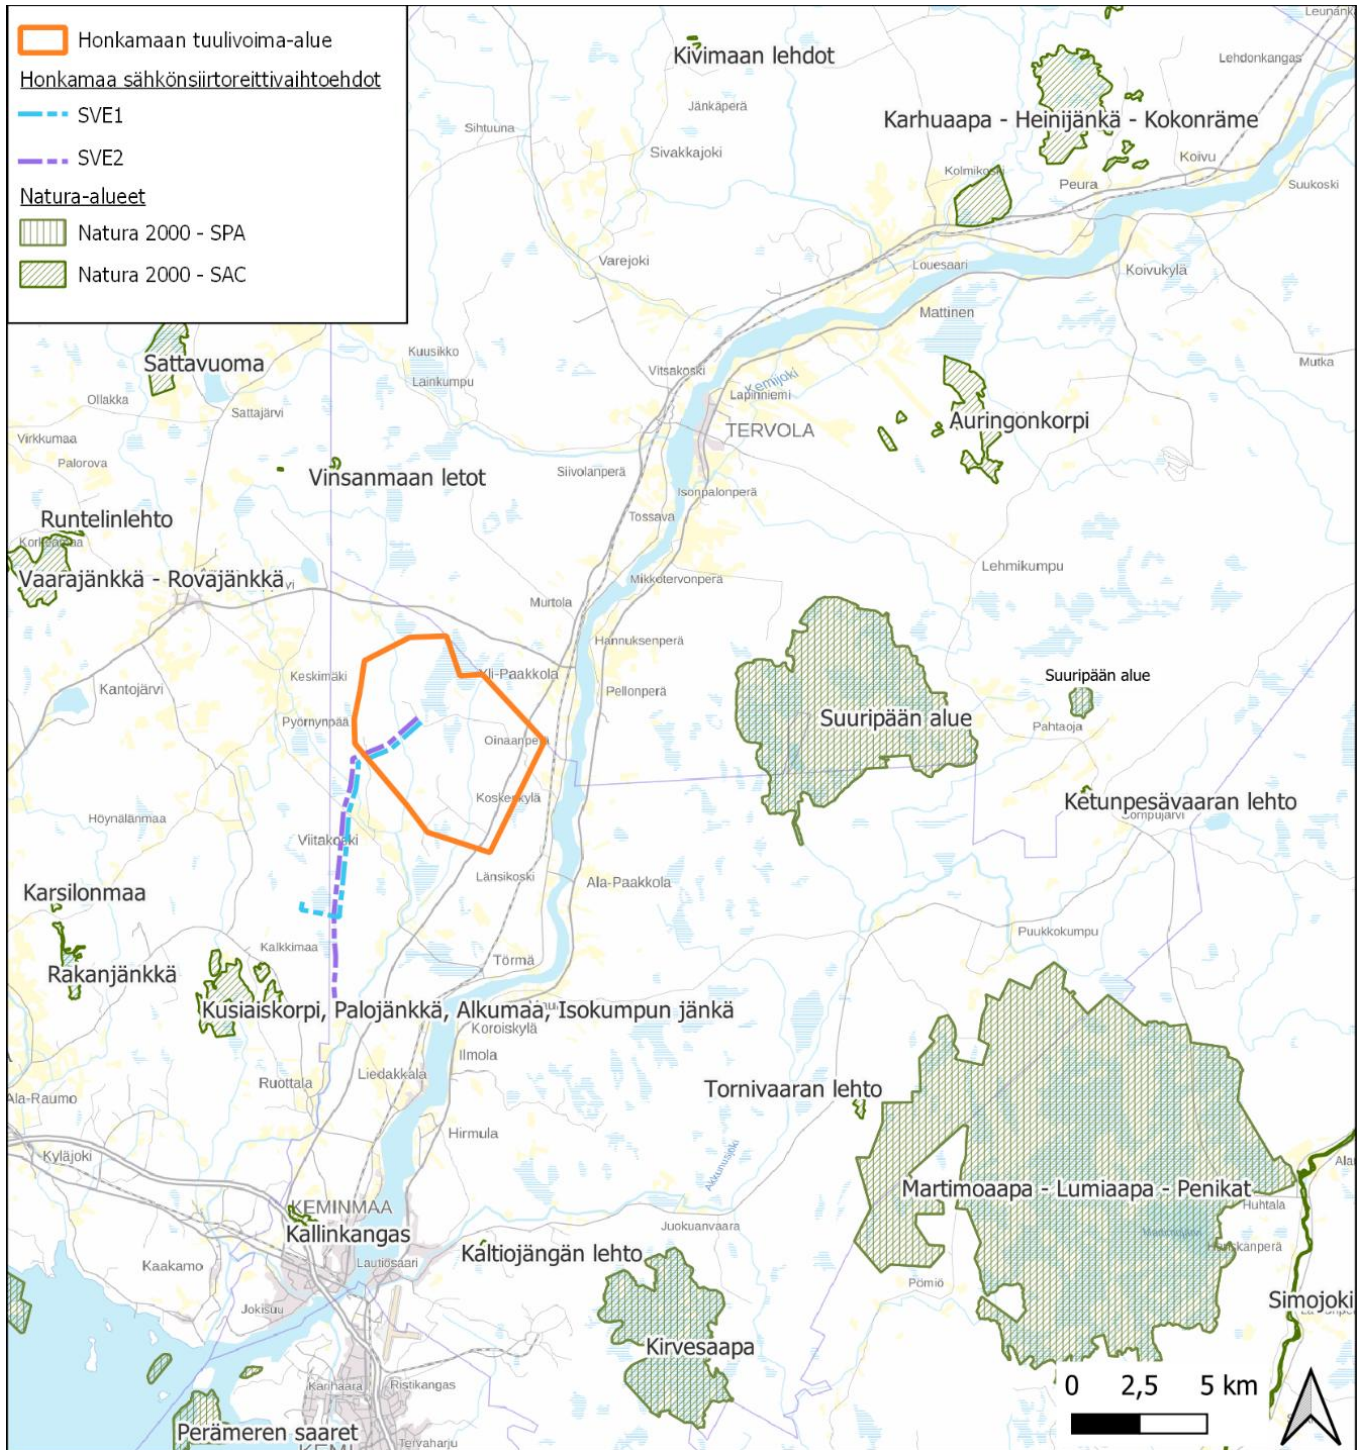 Honkamaan tuulivoima-alue
Honkamaa sähkönsiirtoreittivaihtoehdot
SVE1
SVE2
Natura-alueet
Natura 2000 - SPA
Natura 2000 - SAC
Kivimaan lehdot
Jänkäperä
Sihtuuna
Sivakkajoki
Lehdonkangas
Karhuaapa - Heinijänkä - Kokonräme
Koivu
Peura
Suukoski
Varejoki
Louesaari
Koivukylä
Mattinen
Sattavuoma
Kuusikko
Lainkumpu
Vitsakoski
Kemijoki
Lapinniemi
Mutka
Ollakka
Sattajärvi
TERVOLA
Auringonkorpi
Virkkumaa
Palorova
Vinsanmaan letot
Siivolanperä
Isonpalonperä
Runtelinlehto
Tossava
Vaarajänkkä - Rovajänkkä
Mikkotervonperä
Lehmikumpu
Murtola
Hannuksenperä
Keskimäki
Yli-Paakkola
Kantojärvi
Pellonperä
Suuripään alue
Suuripään alue
Pyörnynpää
Pahtaoja
Koskenkylä
Ketunpesävaaran lehto
Höynälänmaa
Viitakoski
Länsikoski
Ala-Paakkola
Karsilonmaa
Puukkokumpu
Kalkkimaa
Törmä
Rakanjänkkä
Kusiaiskorpi, Palojänkkä, Alkumaa, Isokumpun jänkä
Koroiskylä
Ilmola
Liedakkala
Ruottala
Tornivaaran lehto
Ala-Raumo
Hirmula
Kyläjoki
Akkunusjoki
Martimoaapa - Lumiaapa - Penikat
Huhtala
KEMINMAA
Kallinkangas
Juokuanvaara
Kaltiojängän lehto
Kaakamo
Lautiosaari
Pömiö
Jokisuu
Simojoki
Kirvesaapa
Karihaara
Ristikangas
0 2,5 5 km
Perämeren saaret
KEMI
Tervaharju